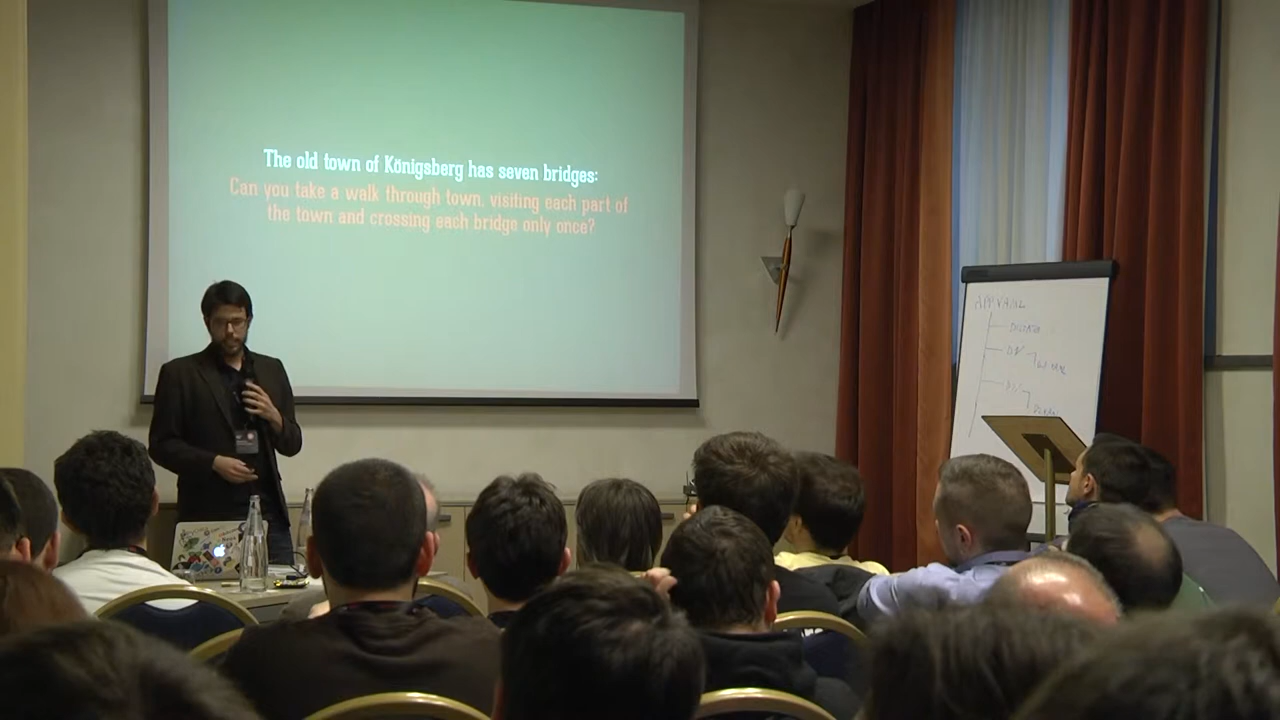 The old town of Königsberg has seven bridges:
Can you take a walk through town, visiting each part of
the town and crossing each bridge only once?